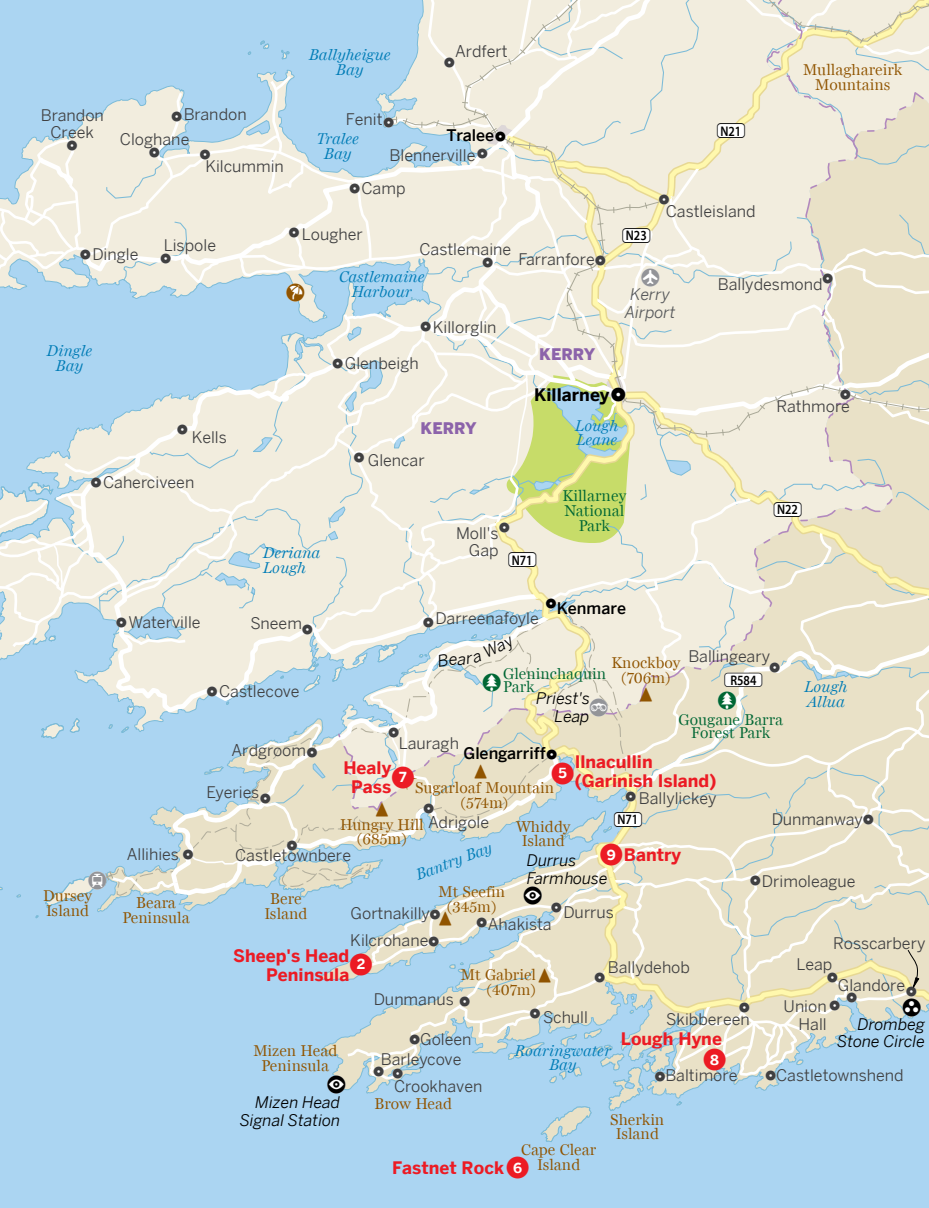 Ballyheigue
Bay
Ardfert
Mullaghareirk
Mountains
Brandon
Creek
Brandon
Fenit
Tralee
N21
Cloghane
Tralee
Bay
Blennerville
Kilcummin
Camp
Castleisland
Lougher
N23
Dingle
Lispole
Castlemaine
Farranfore
Castlemaine
Harbour
Kerry
Airport
Ballydesmond
Killorglin
Dingle
Bay
KERRY
Glenbeigh
Killarney
Rathmore
Kells
KERRY
Lough
Leane
Glencar
Caherciveen
Killarney
National
Park
N22
Moll's
Gap
Deriana
Lough
N71
Kenmare
Waterville
Sneem
Darreenafoyle
Beara Way
Knockboy
(706m)
Ballingeary
Gleninchaquin
Park
R584
Castlecove
Priest's
Leap
Lough
Allua
Gougane Barra
Forest Park
Ardgroom
Lauragh
Glengarriff
Healy
Pass
7
5
Ilnacullin
(Garinish Island)
Sugarloaf Mountain
(574m)
Eyeries
Ballylickey
Hungry Hill
(685m)
Adrigole
Whiddy
Island
N71
Dunmanway
Allihies
Castletownbere
Bantry Bay
9
Bantry
Durrus
Farmhouse
Dursey
Island
Beara
Peninsula
Bere
Island
Mt Seefin
(345m)
Drimoleague
Gortnakilly
Ahakista
Durrus
Kilcrohane
Rosscarbery
Sheep's Head
Peninsula
2
Mt Gabriel
(407m)
Ballydehob
Leap
Glandore
Dunmanus
Schull
Skibbereen
Union
Hall
Drombeg
Stone Circle
Goleen
Lough Hyne
8
Mizen Head
Peninsula
Barleycove
Roaringwater
Bay
Crookhaven
Baltimore
Castletownshend
Brow Head
Mizen Head
Signal Station
Sherkin
Island
Cape Clear
Island
Fastnet Rock
6